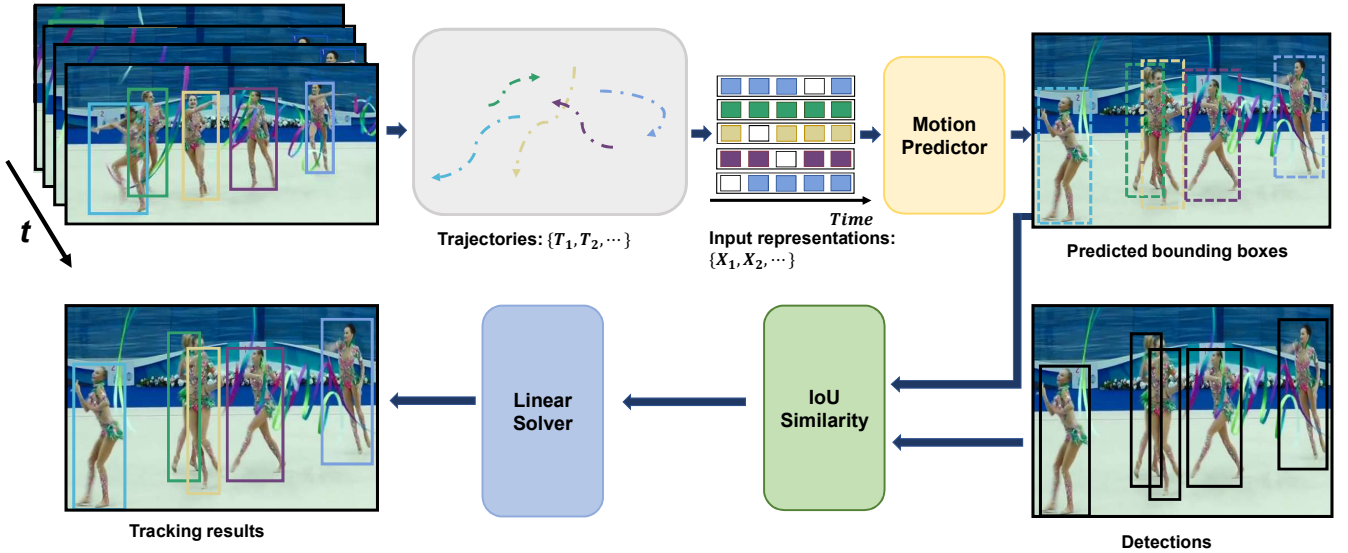 t
Trajectories: {T₁, T₂, ⋯}
Time
Input representations:
{X₁, X₂, ⋯}
Motion
Predictor
Predicted bounding boxes
Tracking results
Linear
Solver
IoU
Similarity
Detections